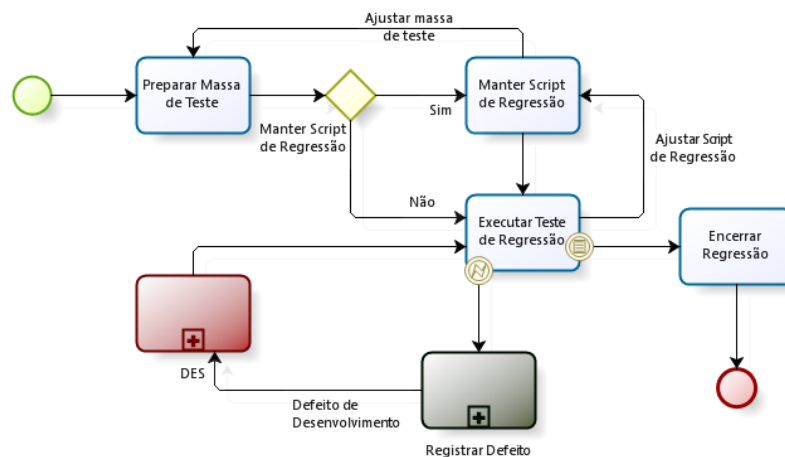 Ajustar massa
de teste
Preparar Massa
de Teste
Manter Script
de Regressão
Manter Script
de Regressão
Sim
Ajustar Script
de Regressão
Não
Executar Teste
de Regressão
Encerrar
Regressão
DES
Defeito de
Desenvolvimento
Registrar Defeito